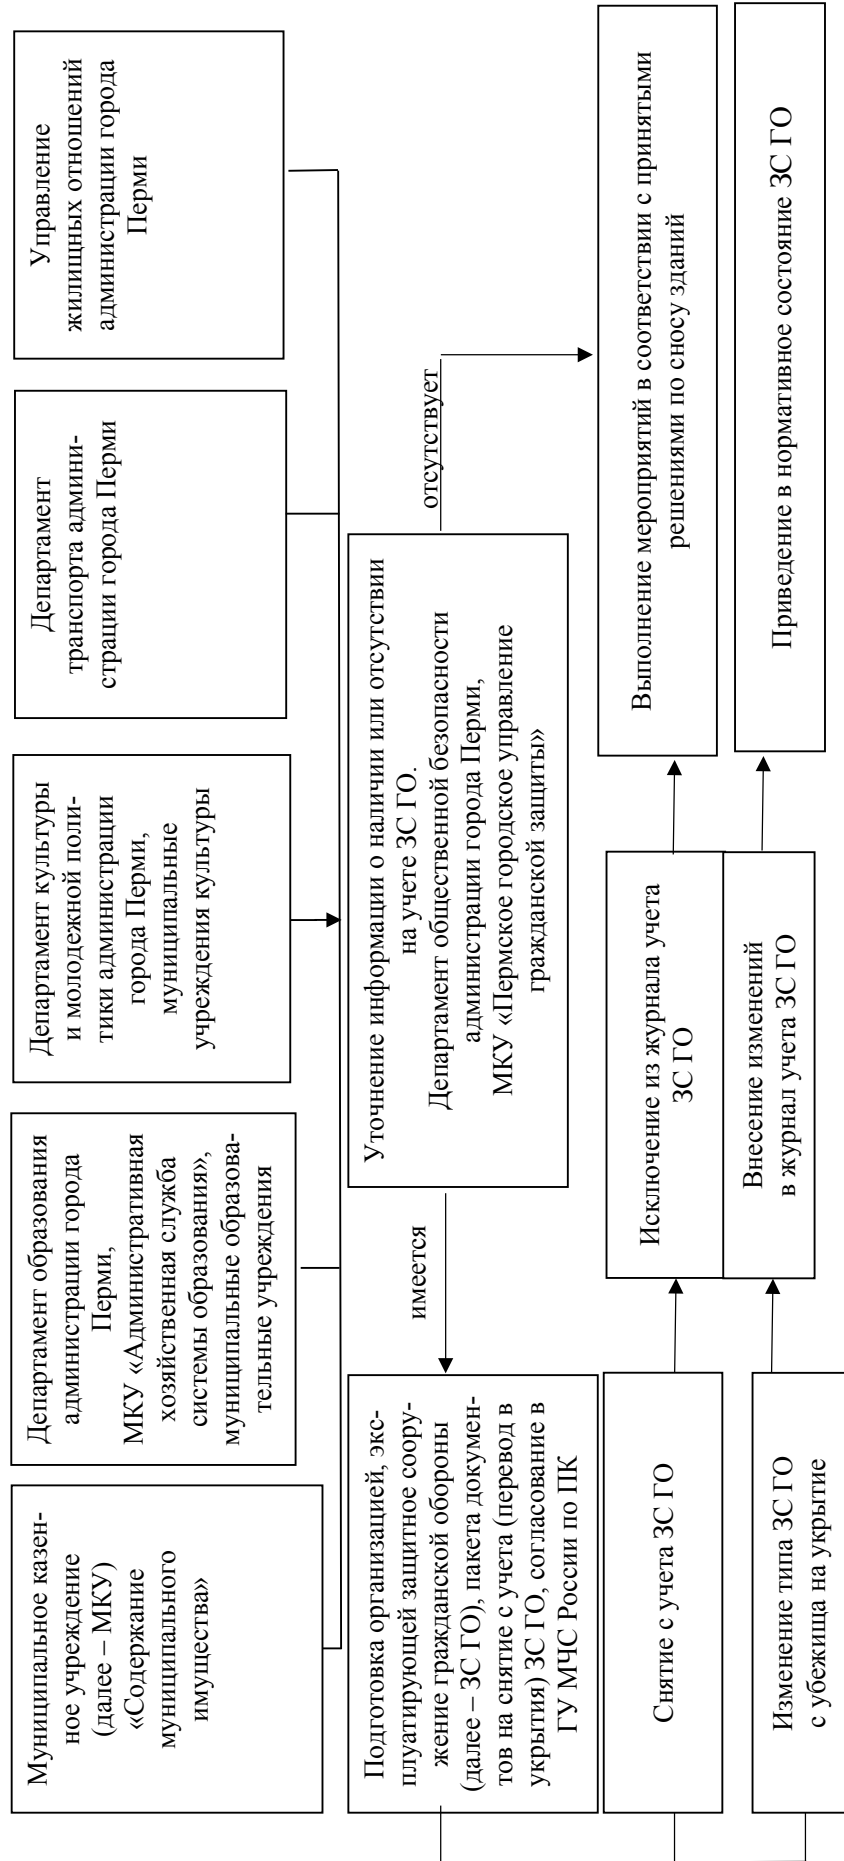 Муниципальное казен-
ное учреждение
(далее – МКУ)
«Содержание
муниципального
имущества»
Департамент образования
администрации города
Перми,
МКУ «Административная
хозяйственная служба
системы образования»,
муниципальные образова-
тельные учреждения
Департамент культуры
и молодежной поли-
тики администрации
города Перми,
муниципальные
учреждения культуры
Департамент
транспорта админи-
страции города Перми
Управление
жилищных отношений
администрации города
Перми
Подготовка организацией, экс-
плуатирующей защитное соору-
жение гражданской обороны
(далее – ЗС ГО), пакета докумен-
тов на снятие с учета (перевод в
укрытия) ЗС ГО, согласование в
ГУ МЧС России по ПК
имеется
Уточнение информации о наличии или отсутствии
на учете ЗС ГО.
Департамент общественной безопасности
администрации города Перми,
МКУ «Пермское городское управление
гражданской защиты»
отсутствует
Снятие с учета ЗС ГО
Исключение из журнала учета
ЗС ГО
Выполнение мероприятий в соответствии с принятыми
решениями по сносу зданий
Изменение типа ЗС ГО
с убежища на укрытие
Внесение изменений
в журнал учета ЗС ГО
Приведение в нормативное состояние ЗС ГО